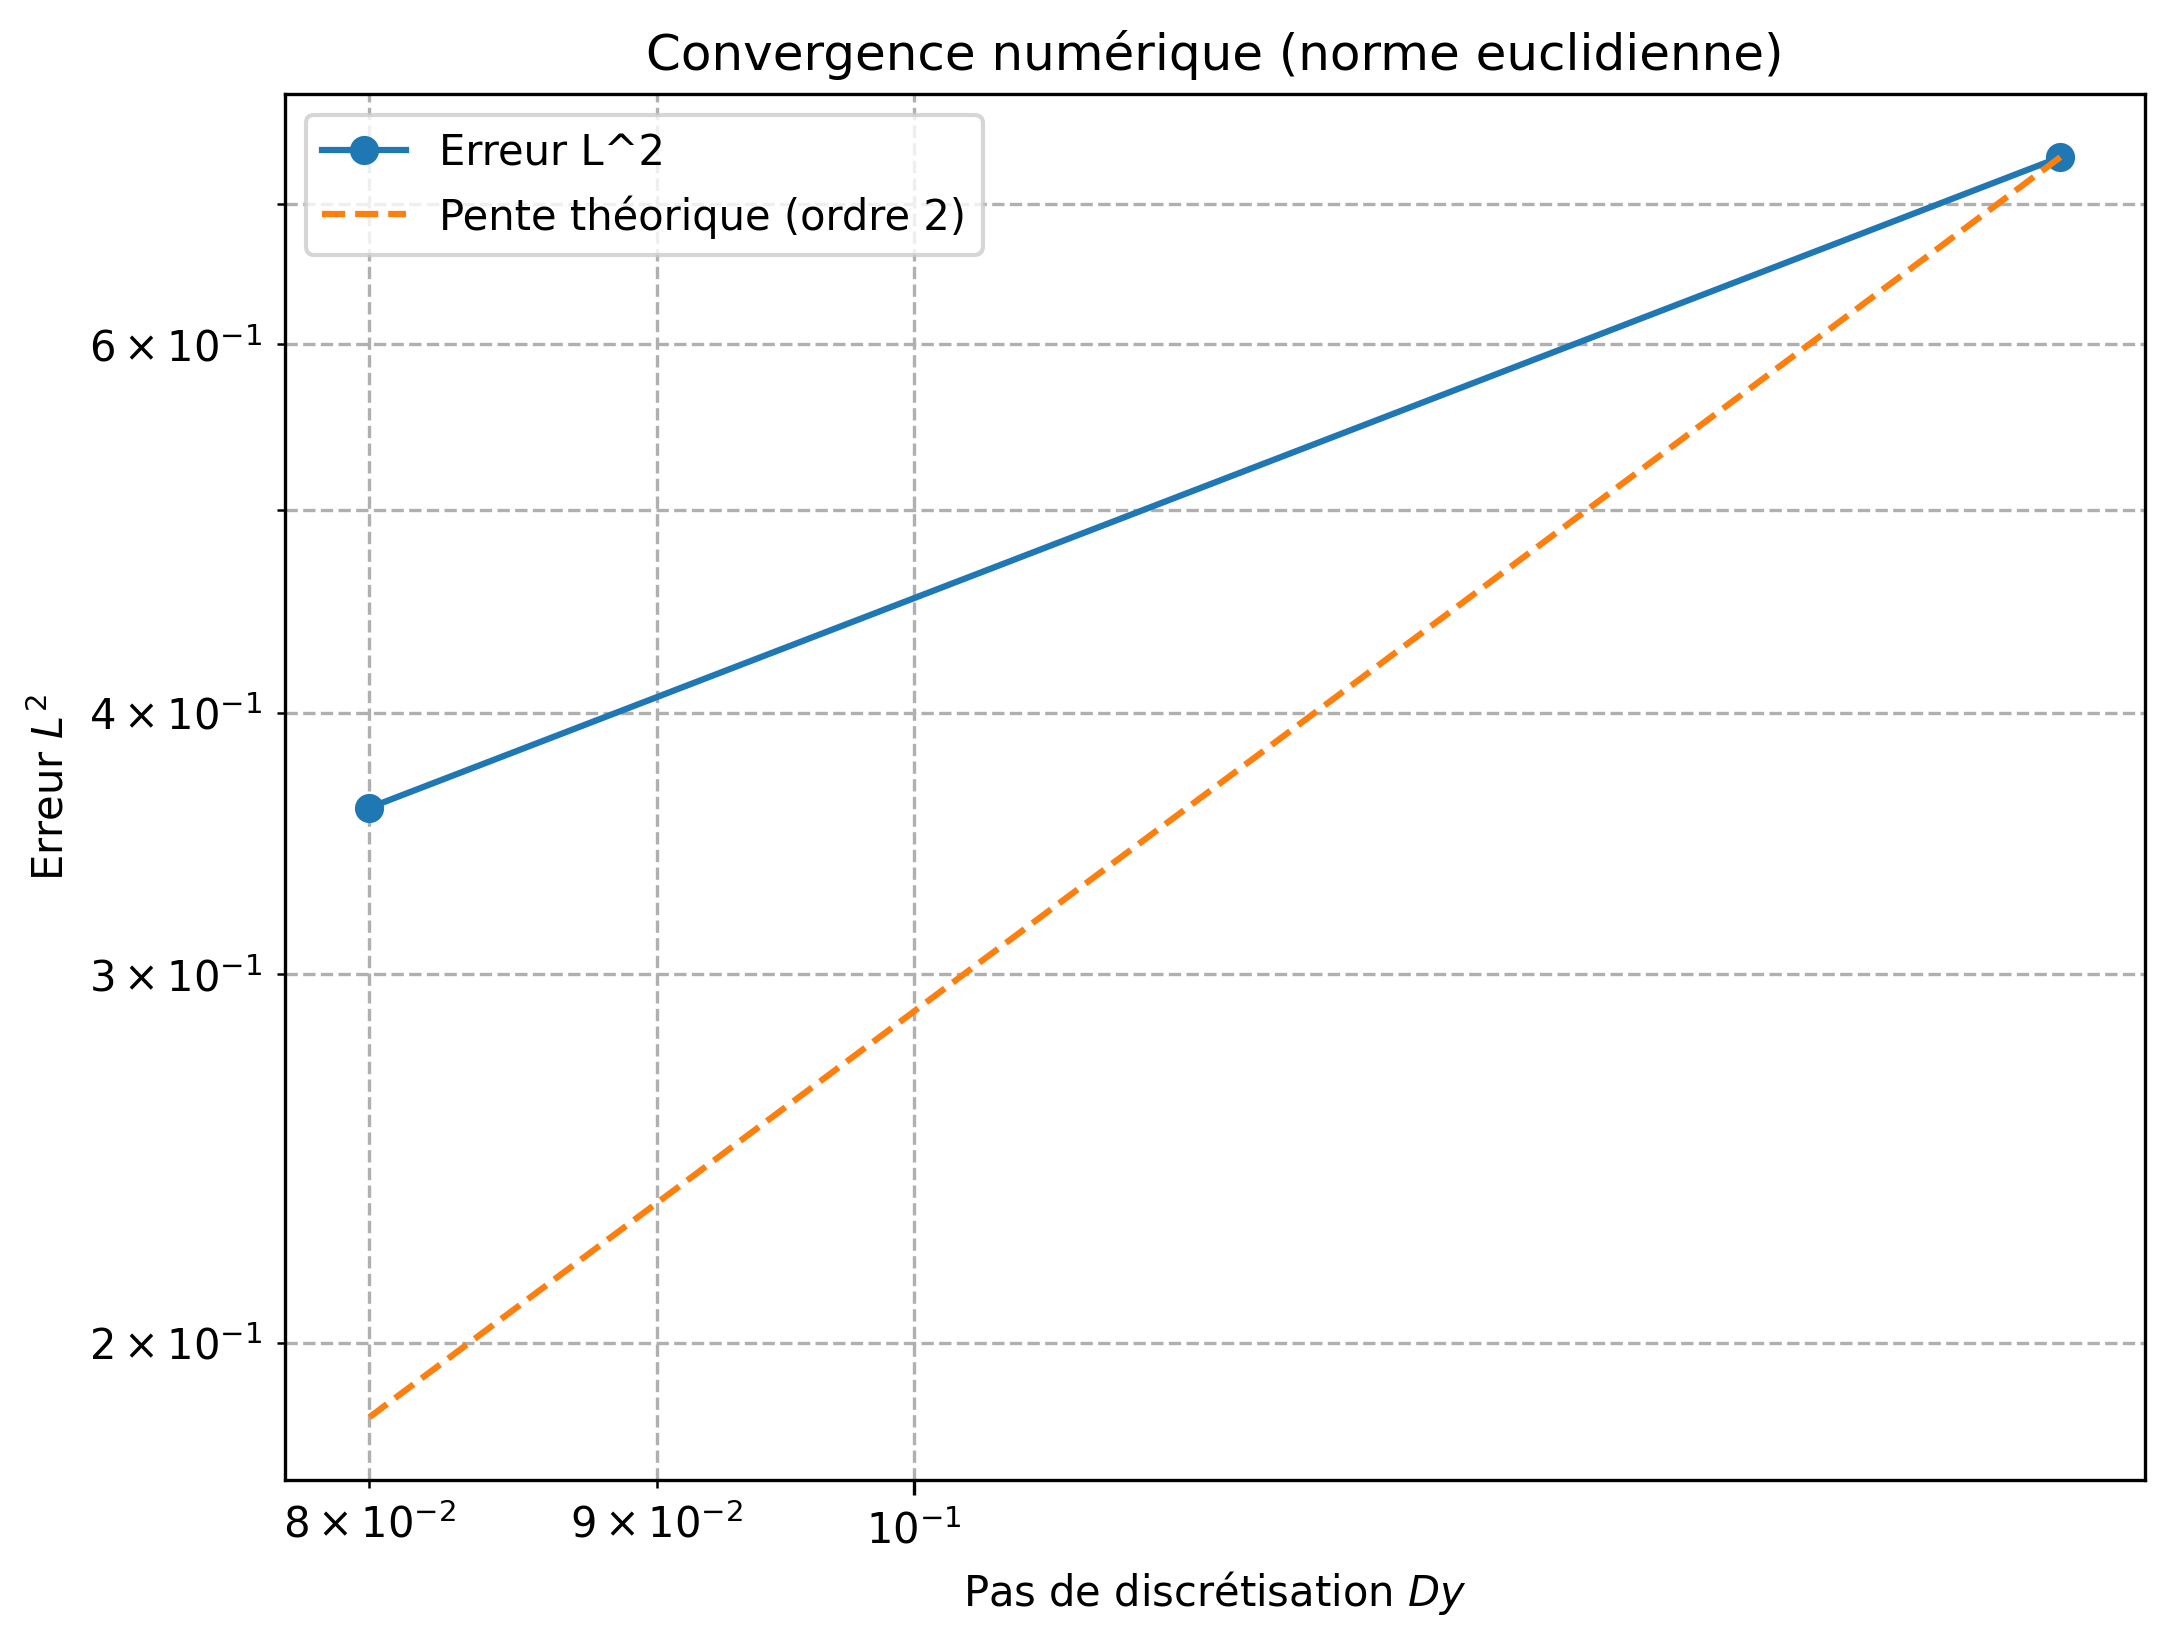 Convergence numérique (norme euclidienne)
Erreur L^2
Pente théorique (ordre 2)
6 × 10⁻¹
4 × 10⁻¹
3 × 10⁻¹
2 × 10⁻¹
Erreur L²
8 × 10⁻²
9 × 10⁻²
10⁻¹
Pas de discrétisation Dy